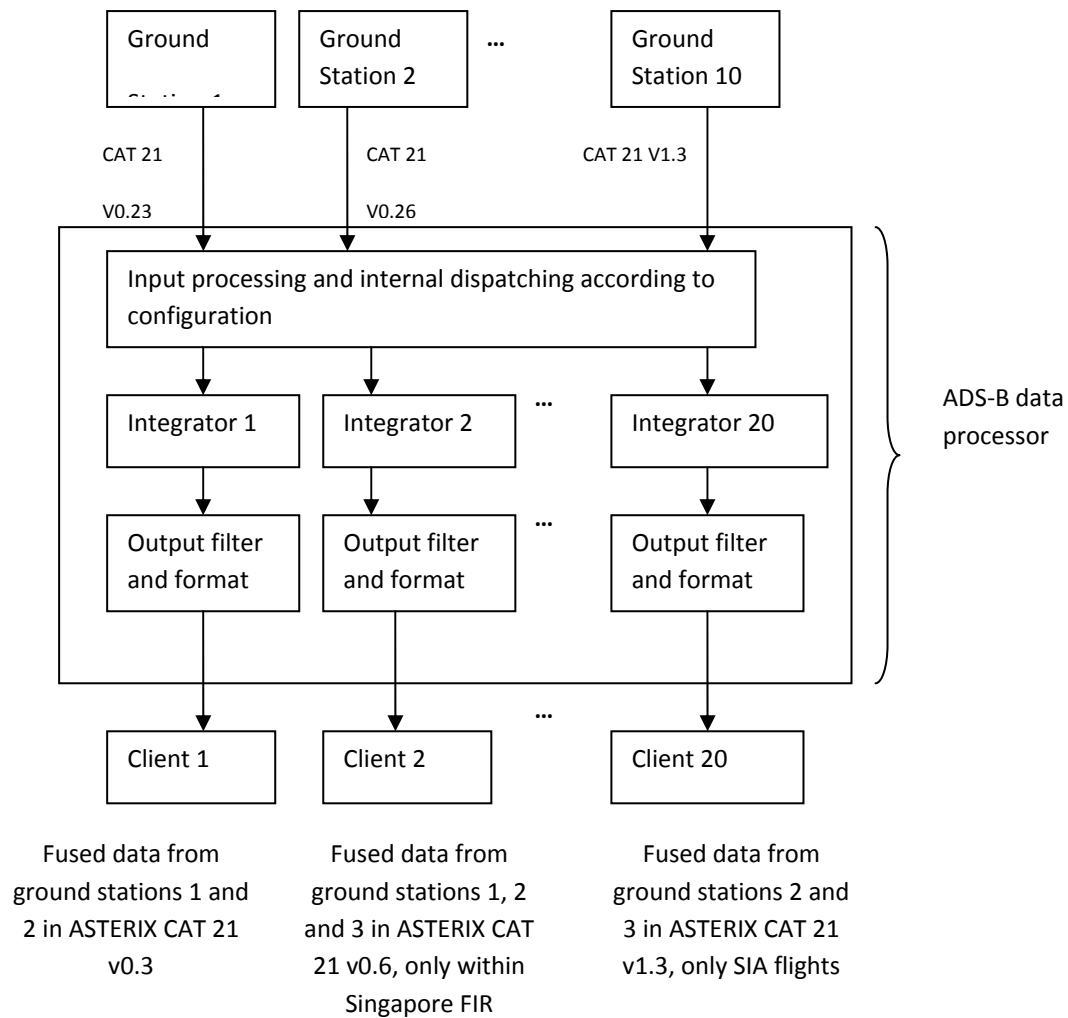 Ground
Ground
Station 2
...
Ground
Station 10
CAT 21
V0.23
CAT 21
V0.26
CAT 21 V1.3
Input processing and internal dispatching according to
configuration
Integrator 1
Integrator 2
...
Integrator 20
ADS-B data
processor
Output filter
and format
Output filter
and format
...
Output filter
and format
...
Client 1
Client 2
Client 20
Fused data from
ground stations 1 and
2 in ASTERIX CAT 21
v0.3
Fused data from
ground stations 1, 2
and 3 in ASTERIX CAT
21 v0.6, only within
Singapore FIR
Fused data from
ground stations 2 and
3 in ASTERIX CAT 21
v1.3, only SIA flights